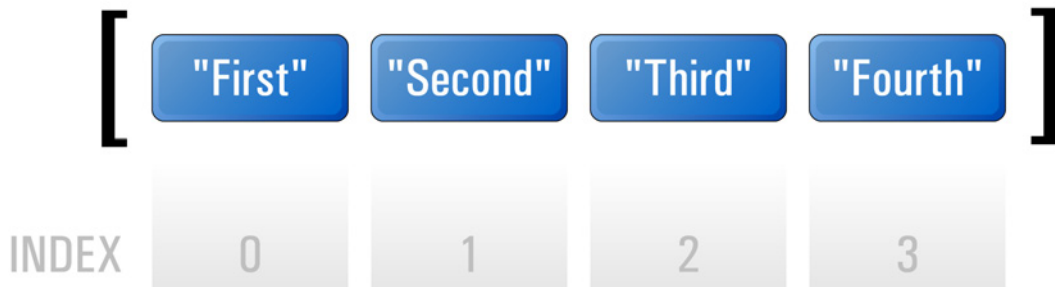 [ "First" "Second" "Third" "Fourth" ]
INDEX 0 1 2 3